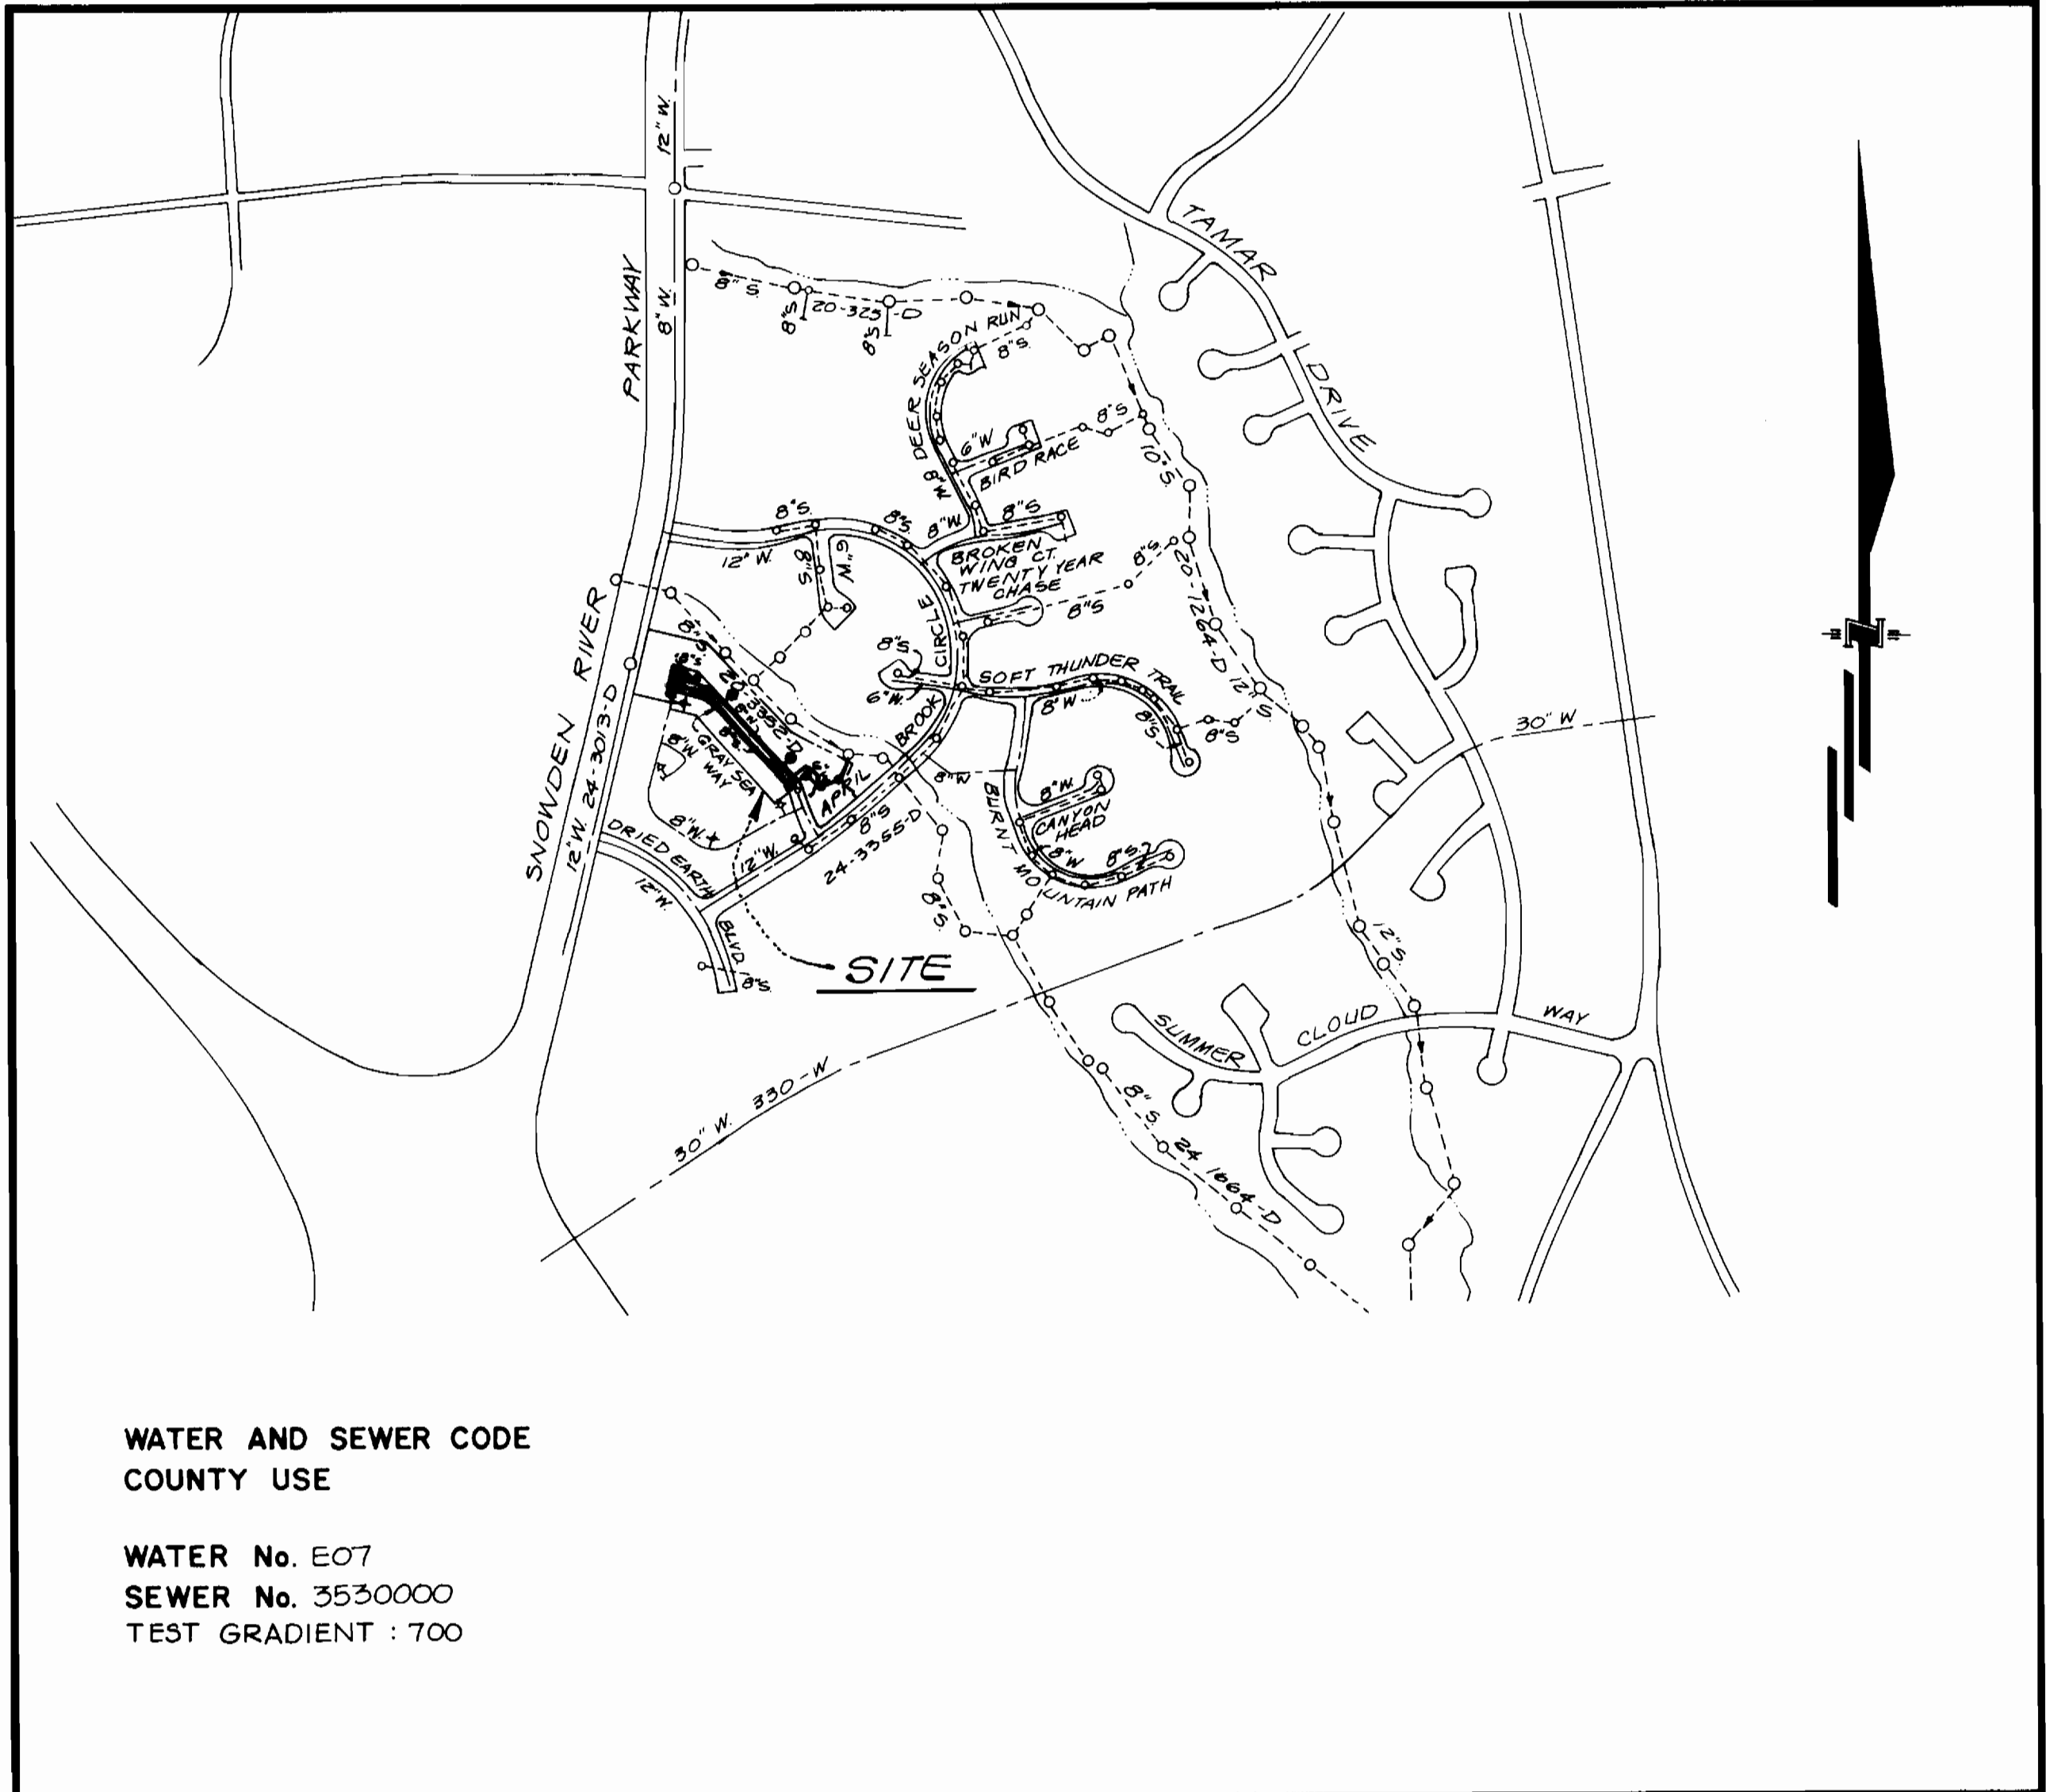 12" W.
TAMAR
DRIVE
PARKWAY
8" W.
8" S.
8"S
20-325-D
8"S
DEER SEASON RUN
8"S.
8"W
6"W
BIRD RACE
8"S
10"S.
8"S.
8"S.
8"W.
8"S
12" W.
8"S
6"W
BROKEN
WING CT.
TWENTY YEAR
CHASE
8"S.
8"S
20-1264-D
12" S
SNOWDEN RIVER
12"W. 24-3013-D
8"S
8"S.
CIRCLE
8"S.
6"W.
SOFT THUNDER TRAIL
8"W.
8"S
8"S
30" W
GRAY SEA
WAY
8"W
8"W.
APRIL
BROOK
8"W
BURNT MOUNTAIN PATH
8"W.
CANYON
HEAD
8"W
8"S.
DRIED EARTH
BLVD
12"W.
12"W.
8"S
24-3355-D
8"S.
8"S.
SITE
12"S.
SUMMER
CLOUD
WAY
30" W. 330-W
8" S.
24 1664-D
N
WATER AND SEWER CODE
COUNTY USE
WATER No. E07
SEWER No. 3530000
TEST GRADIENT : 700